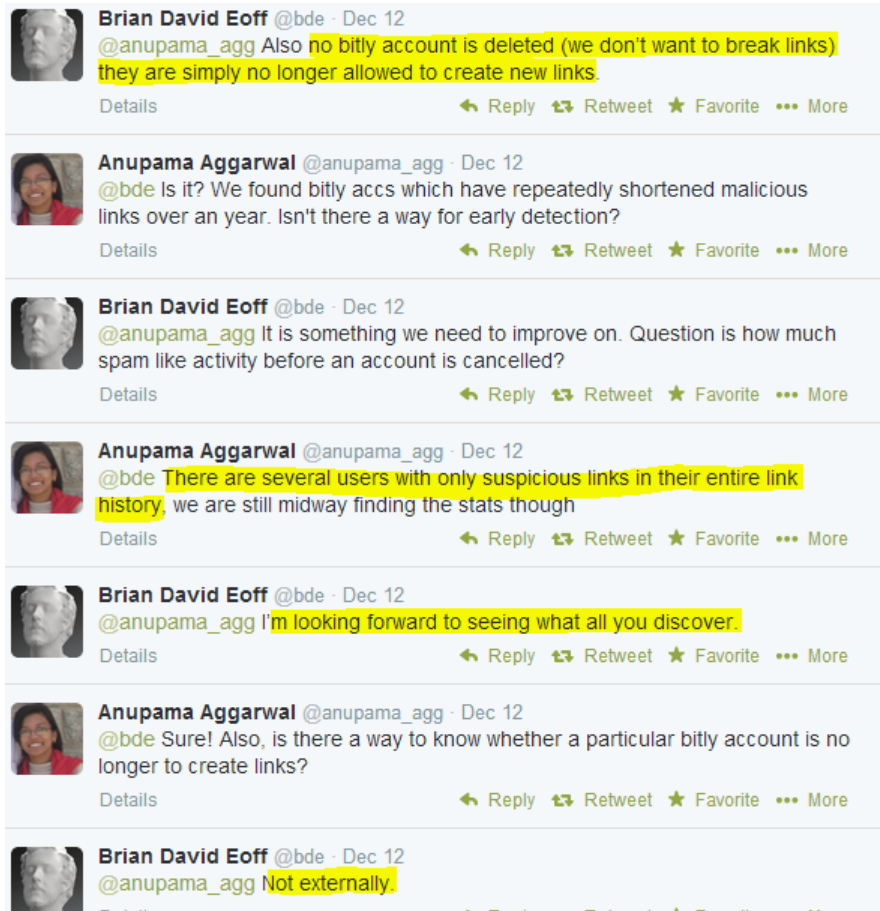 Brian David Eoff @bde · Dec 12
@anupama_agg Also no bitly account is deleted (we don't want to break links)
they are simply no longer allowed to create new links.
Details Reply Retweet Favorite More
Anupama Aggarwal @anupama_agg · Dec 12
@bde Is it? We found bitly accs which have repeatedly shortened malicious
links over an year. Isn't there a way for early detection?
Details Reply Retweet Favorite More
Brian David Eoff @bde · Dec 12
@anupama_agg It is something we need to improve on. Question is how much
spam like activity before an account is cancelled?
Details Reply Retweet Favorite More
Anupama Aggarwal @anupama_agg · Dec 12
@bde There are several users with only suspicious links in their entire link
history, we are still midway finding the stats though
Details Reply Retweet Favorite More
Brian David Eoff @bde · Dec 12
@anupama_agg I'm looking forward to seeing what all you discover.
Details Reply Retweet Favorite More
Anupama Aggarwal @anupama_agg · Dec 12
@bde Sure! Also, is there a way to know whether a particular bitly account is no
longer to create links?
Details Reply Retweet Favorite More
Brian David Eoff @bde · Dec 12
@anupama_agg Not externally.